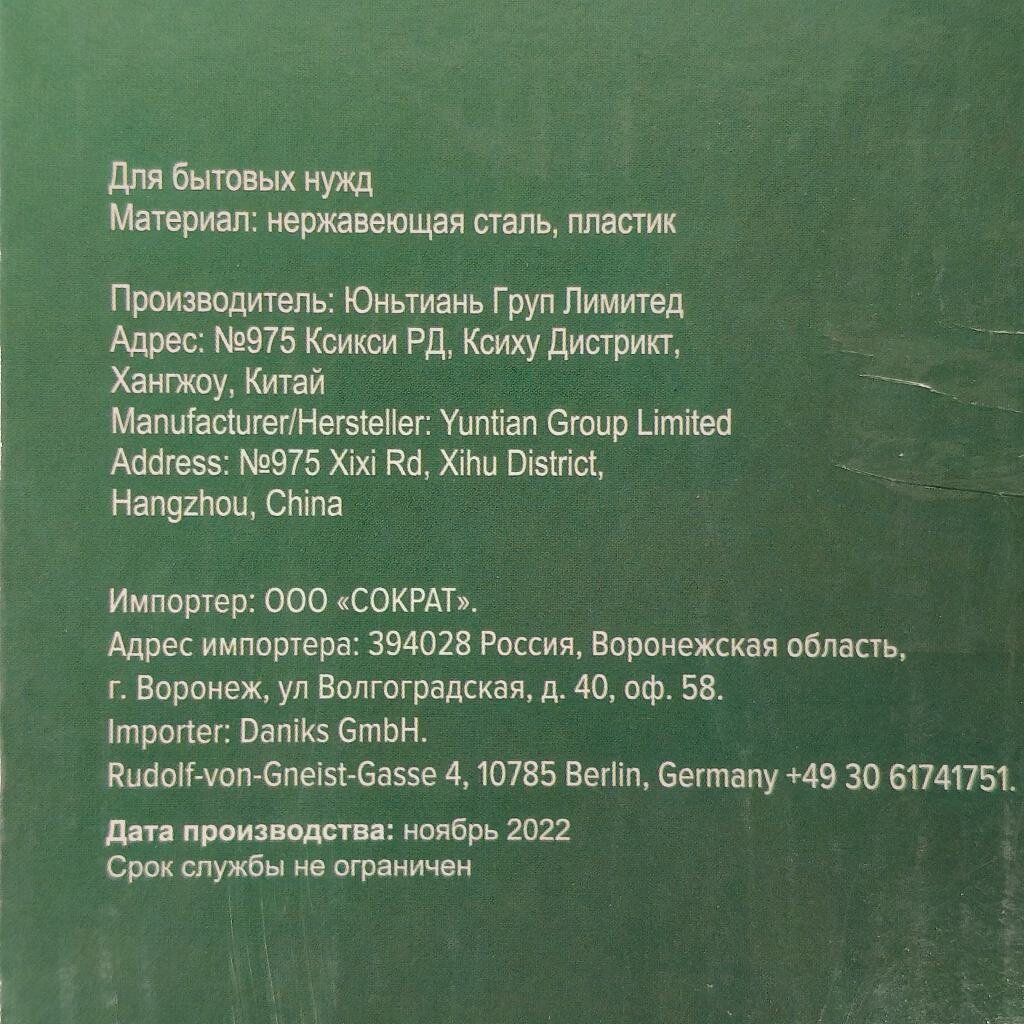 Для бытовых нужд
Материал: нержавеющая сталь, пластик
Производитель: Юньтиань Груп Лимитед
Адрес: №975 Ксикси РД, Ксиху Дистрикт,
Хангжоу, Китай
Manufacturer/Hersteller: Yuntian Group Limited
Address: №975 Xixi Rd, Xihu District,
Hangzhou, China
Импортер: ООО «СОКРАТ».
Адрес импортера: 394028 Россия, Воронежская область,
г. Воронеж, ул Волгоградская, д. 40, оф. 58.
Importer: Daniks GmbH.
Rudolf-von-Gneist-Gasse 4, 10785 Berlin, Germany +49 30 61741751.
Дата производства: ноябрь 2022
Срок службы не ограничен